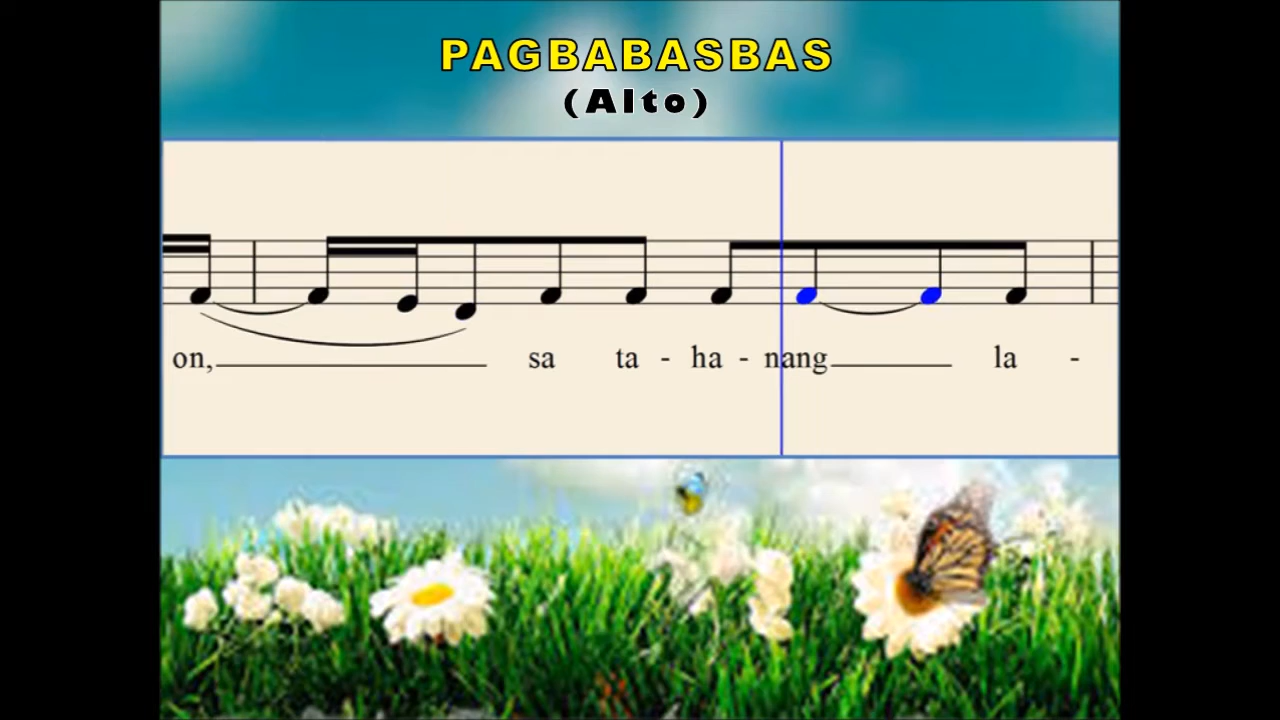 PAGBABASBAS
(Alto)
on, sa ta - ha - nang la -